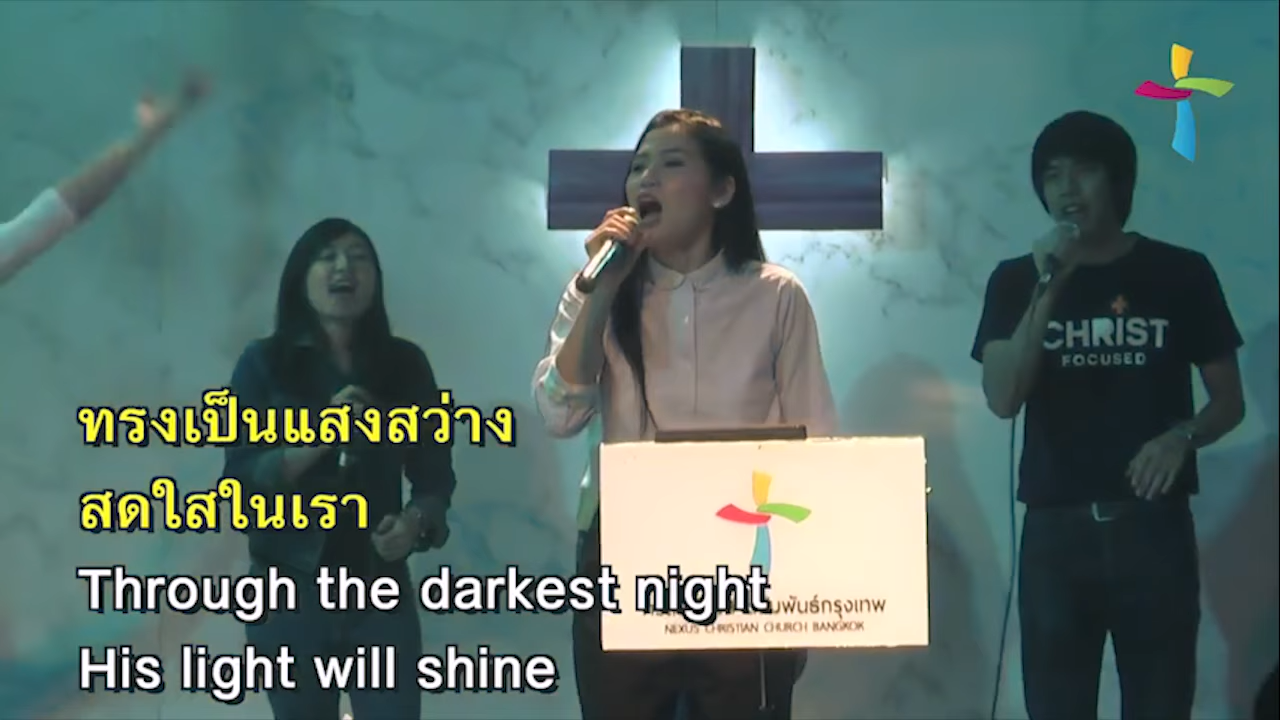 CHRIST
FOCUSED
ทรงเป็นแสงสว่าง
สดใสในเรา
Through the darkest night
His light will shine
NEXUS CHRISTIAN CHURCH BANGKOK